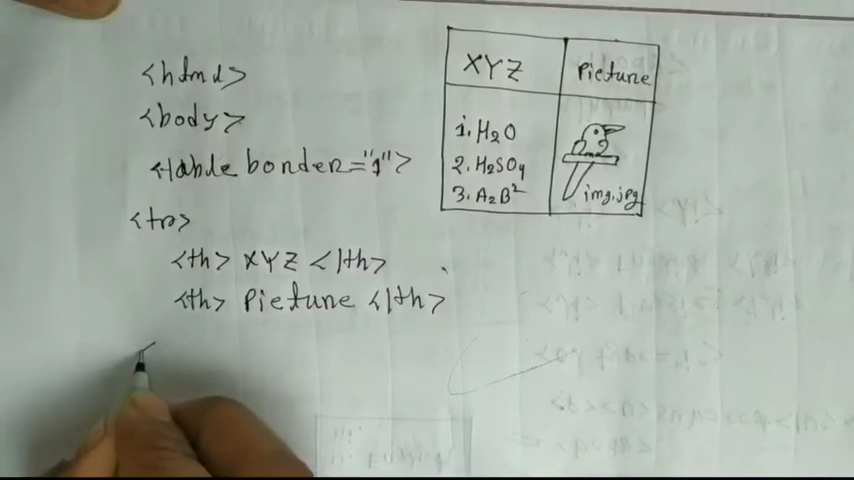 <html>
<body>
<table border="1">
<tr>
<th> XYZ </th>
<th> Picture </th>
XYZ
Picture
1. H₂O
2. H₂SO₄
3. A₂B²
img.jpg